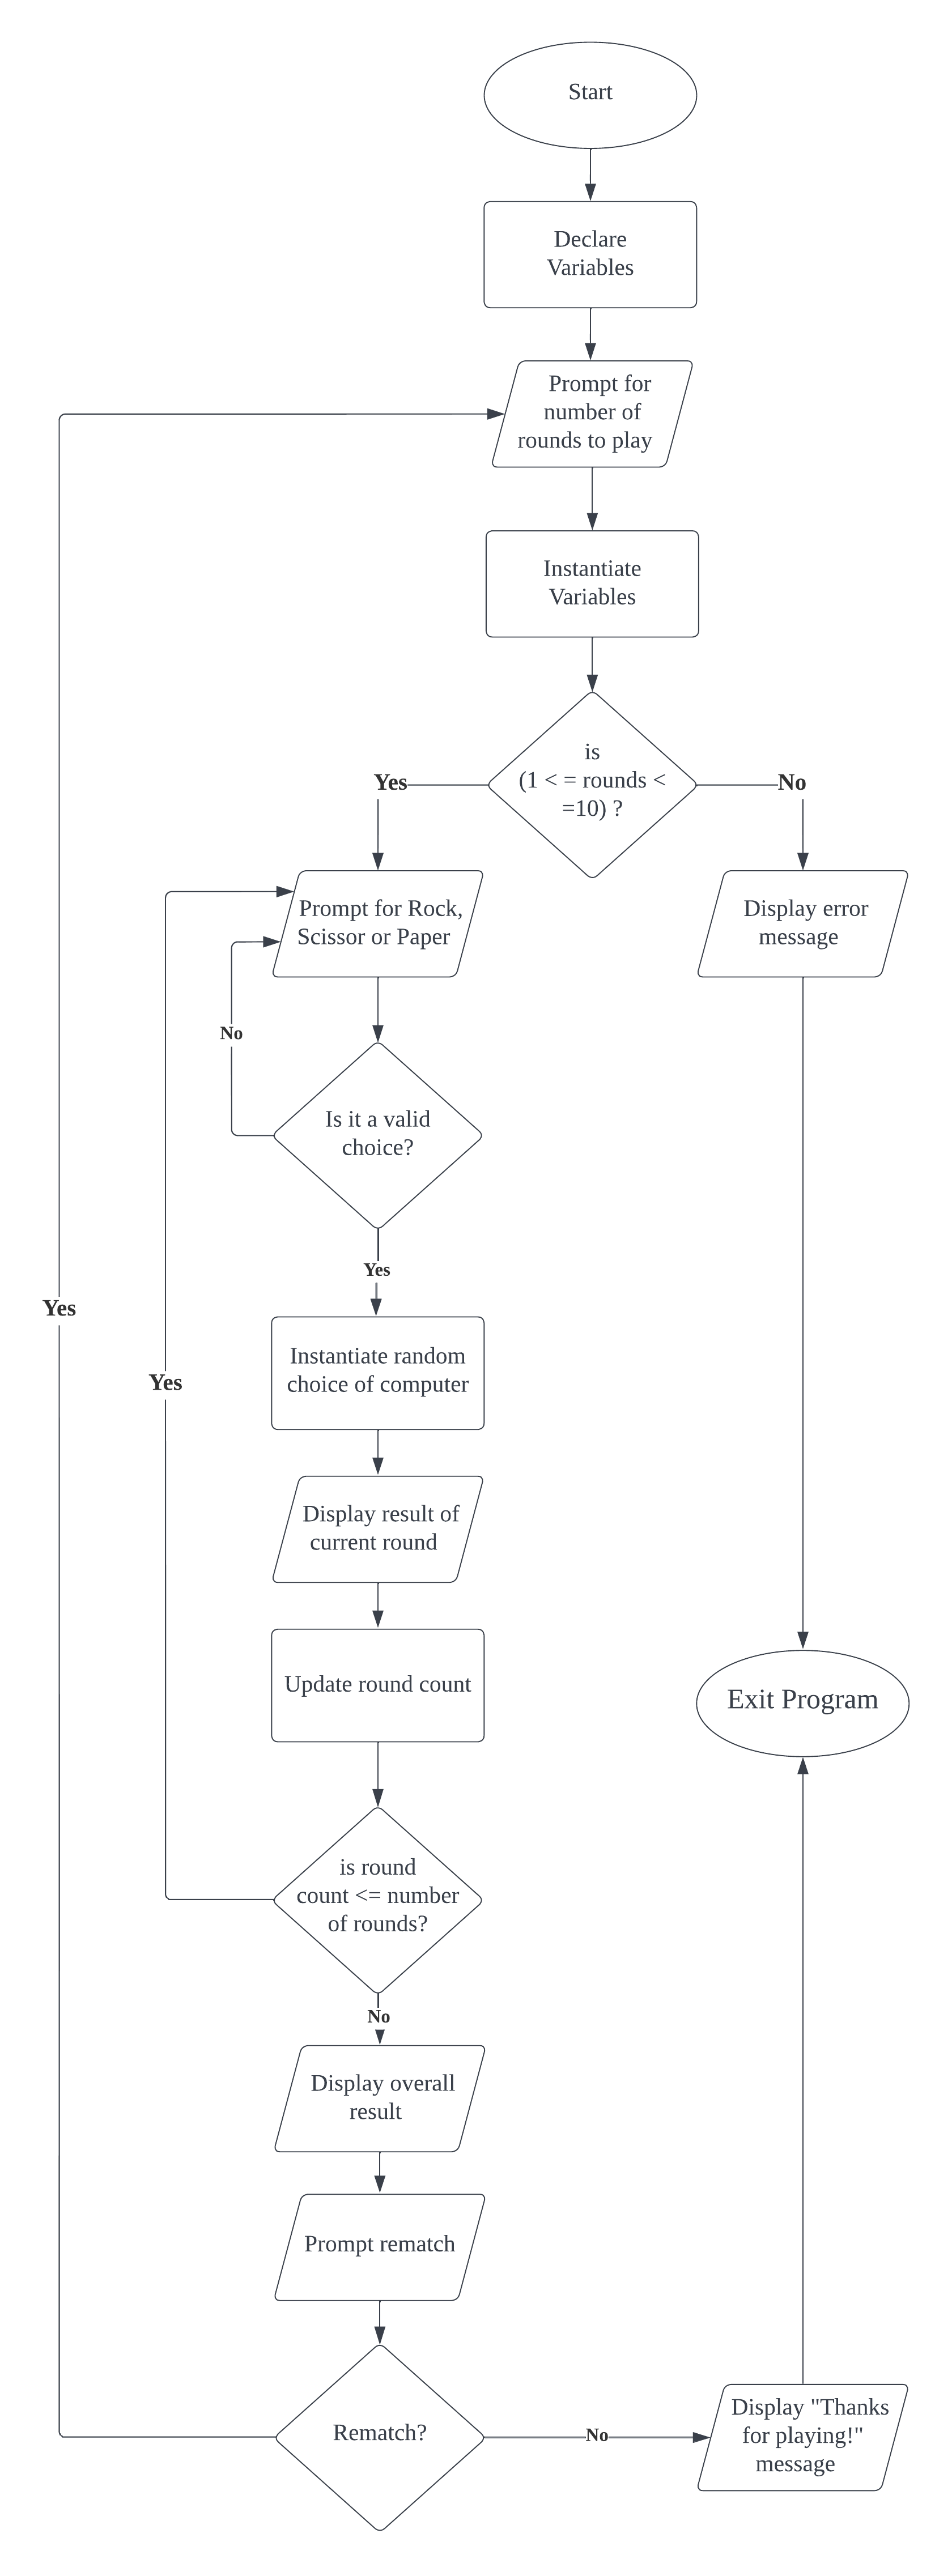 Start
Declare
Variables
Prompt for
number of
rounds to play
Instantiate
Variables
is
(1 < = rounds <
=10) ?
Yes
No
Prompt for Rock,
Scissor or Paper
Display error
message
No
Is it a valid
choice?
Yes
Yes
Instantiate random
choice of computer
Yes
Display result of
current round
Update round count
Exit Program
is round
count <= number
of rounds?
No
Display overall
result
Prompt rematch
Rematch?
No
Display "Thanks
for playing!"
message